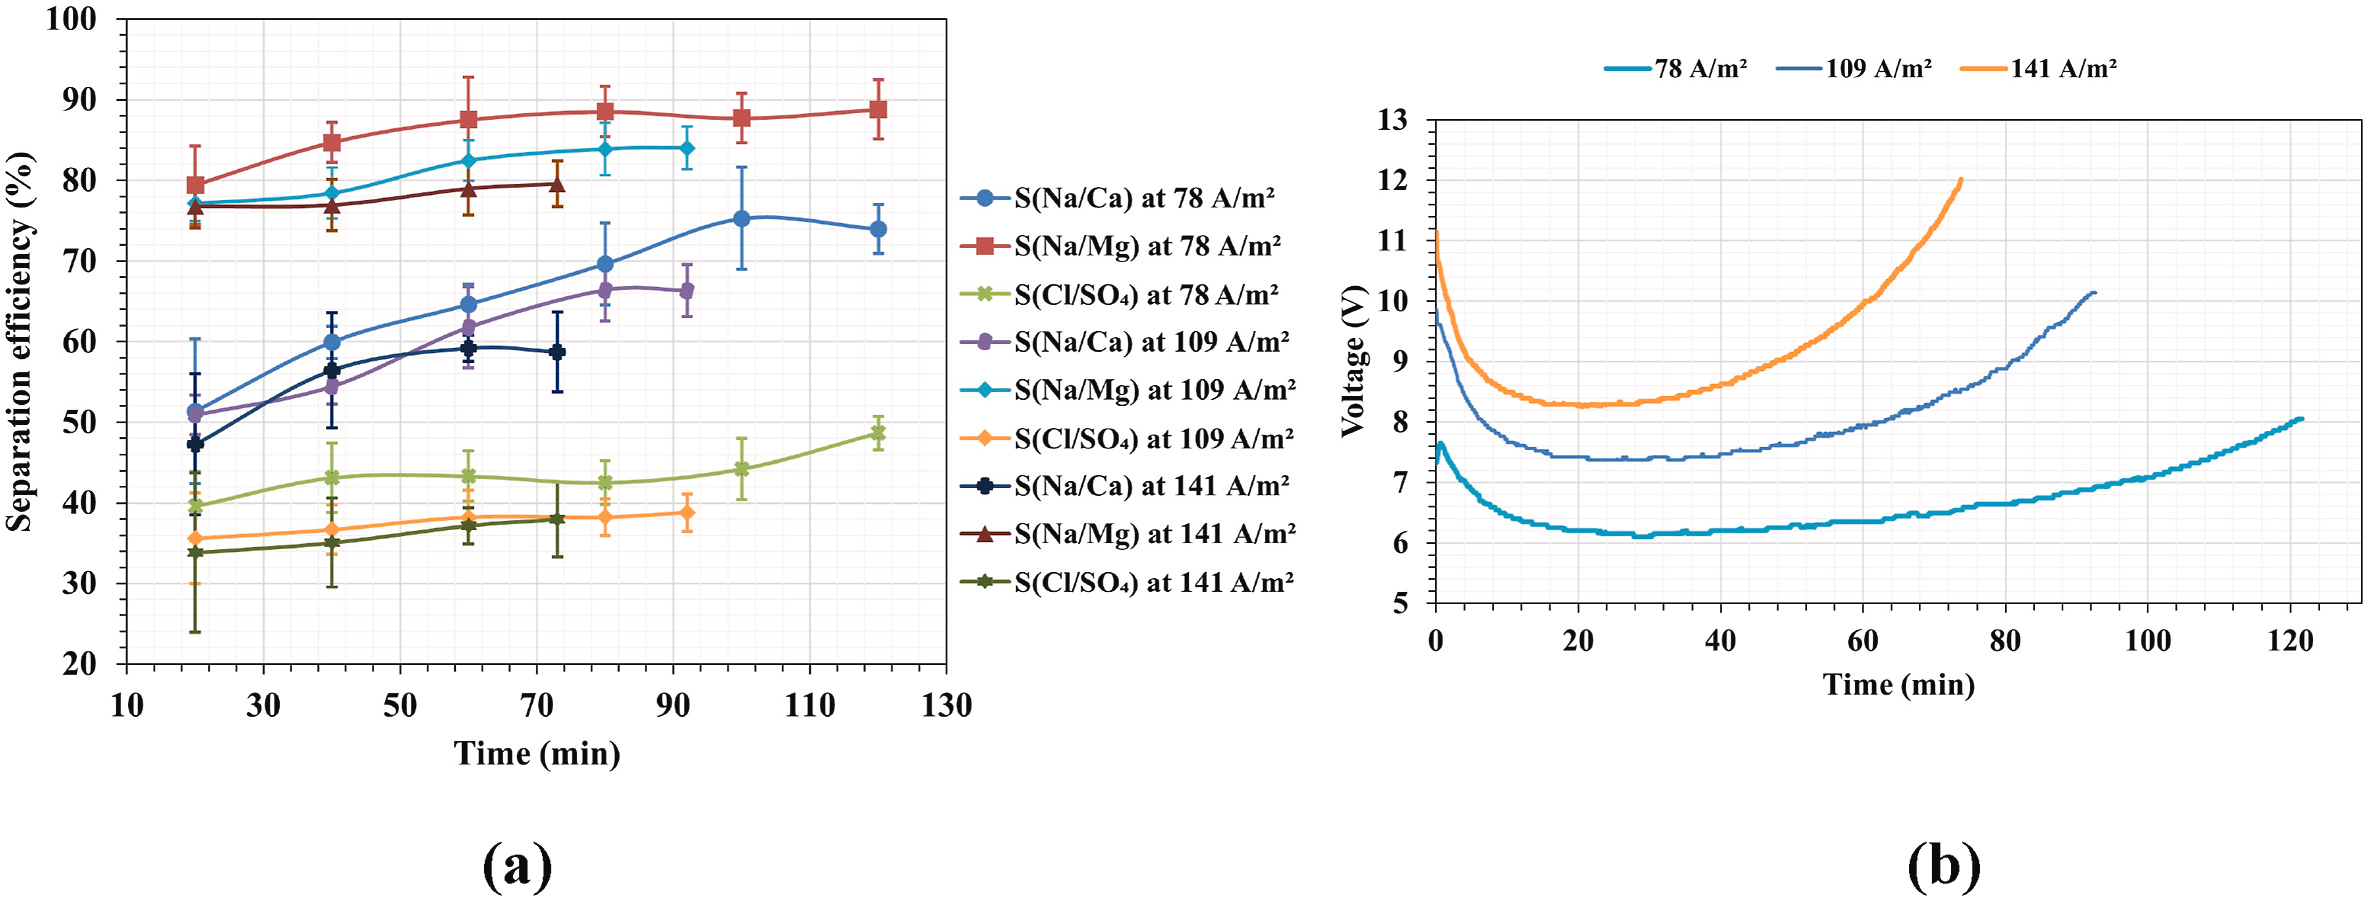 100
90
80
70
60
50
40
30
20
10 30 50 70 90 110 130
Separation efficiency (%)
Time (min)
S(Na/Ca) at 78 A/m²
S(Na/Mg) at 78 A/m²
S(Cl/SO₄) at 78 A/m²
S(Na/Ca) at 109 A/m²
S(Na/Mg) at 109 A/m²
S(Cl/SO₄) at 109 A/m²
S(Na/Ca) at 141 A/m²
S(Na/Mg) at 141 A/m²
S(Cl/SO₄) at 141 A/m²
(a)
78 A/m² 109 A/m² 141 A/m²
13
12
11
10
9
8
7
6
5
0 20 40 60 80 100 120
Voltage (V)
Time (min)
(b)